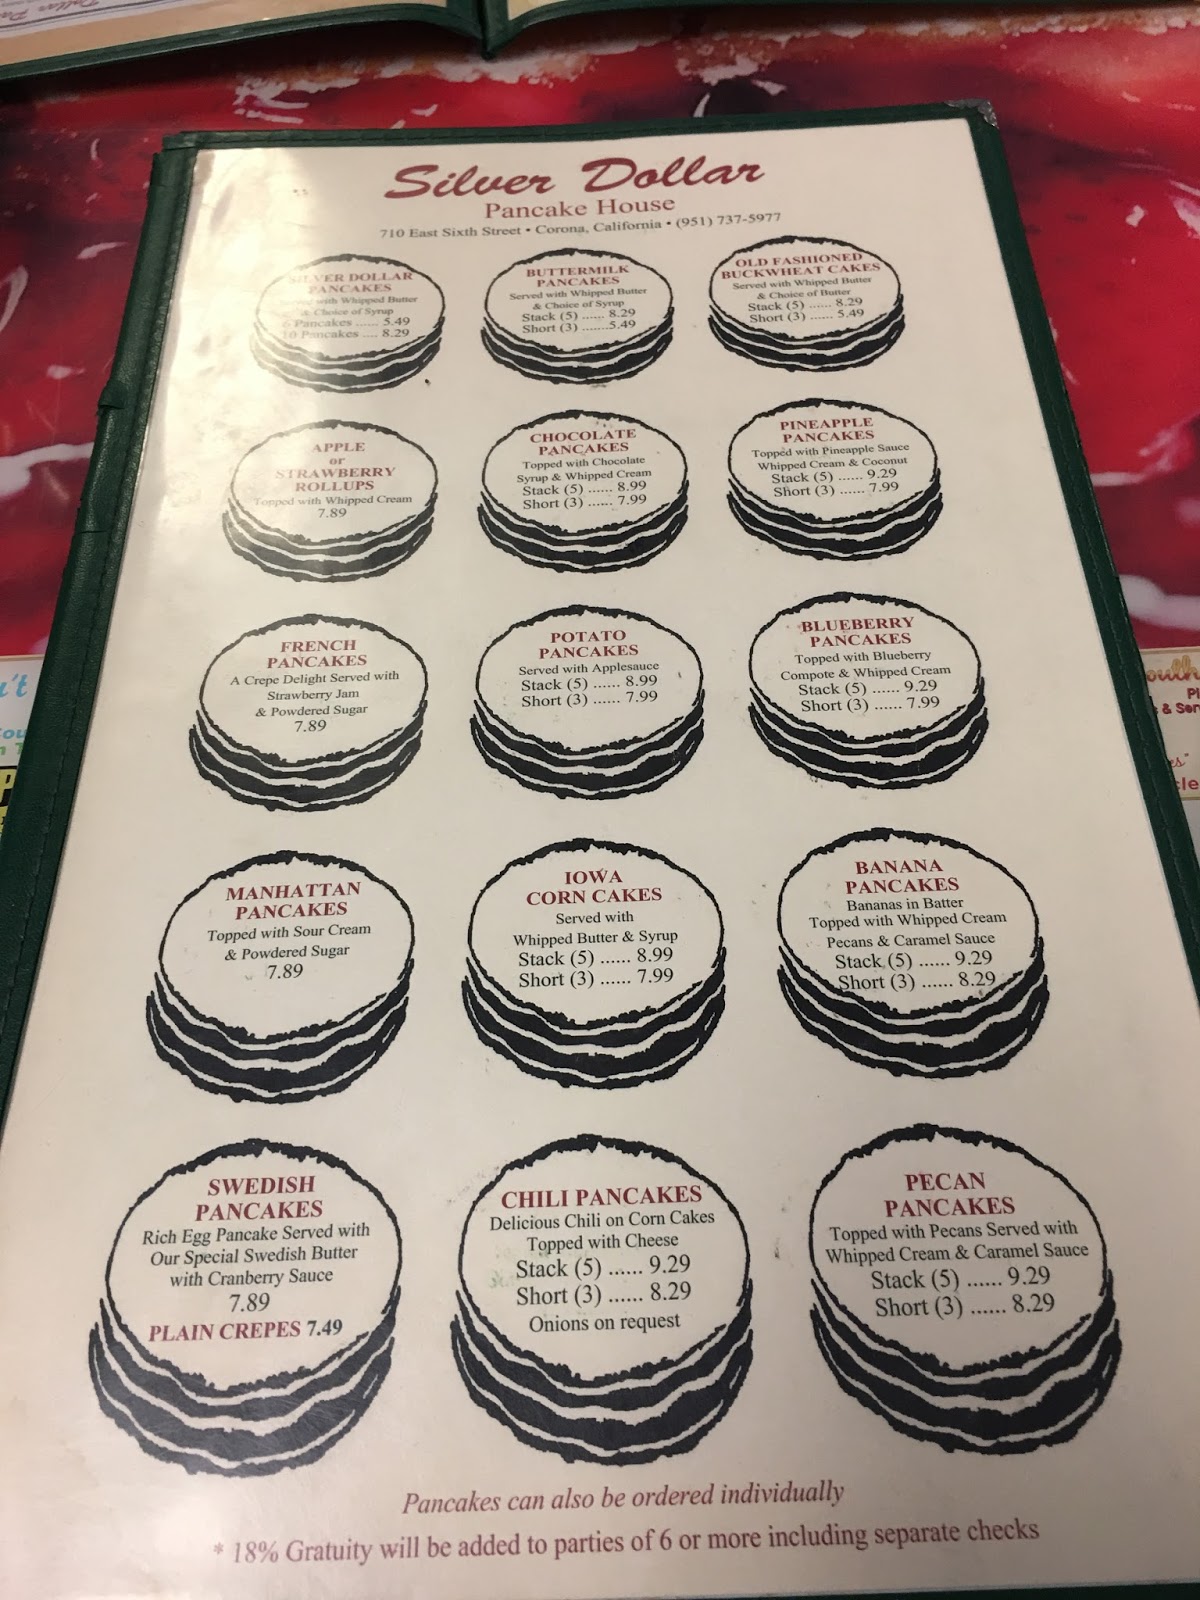 Silver Dollar
Pancake House
710 East Sixth Street • Corona, California • (951) 737-5977
SILVER DOLLAR
PANCAKES
Served with Whipped Butter
& Choice of Syrup
6 Pancakes ...... 5.49
10 Pancakes .... 8.29
BUTTERMILK
PANCAKES
Served with Whipped Butter
& Choice of Syrup
Stack (5) ...... 8.29
Short (3) .......5.49
OLD FASHIONED
BUCKWHEAT CAKES
Served with Whipped Butter
& Choice of Butter
Stack (5) ...... 8.29
Short (3) ...... 5.49
APPLE
or
STRAWBERRY
ROLLUPS
Topped with Whipped Cream
7.89
CHOCOLATE
PANCAKES
Topped with Chocolate
Syrup & Whipped Cream
Stack (5) ...... 8.99
Short (3) ...... 7.99
PINEAPPLE
PANCAKES
Topped with Pineapple Sauce
Whipped Cream & Coconut
Stack (5) ...... 9.29
Short (3) ...... 7.99
FRENCH
PANCAKES
A Crepe Delight Served with
Strawberry Jam
& Powdered Sugar
7.89
POTATO
PANCAKES
Served with Applesauce
Stack (5) ...... 8.99
Short (3) ...... 7.99
BLUEBERRY
PANCAKES
Topped with Blueberry
Compote & Whipped Cream
Stack (5) ...... 9.29
Short (3) ...... 7.99
MANHATTAN
PANCAKES
Topped with Sour Cream
& Powdered Sugar
7.89
IOWA
CORN CAKES
Served with
Whipped Butter & Syrup
Stack (5) ...... 8.99
Short (3) ...... 7.99
BANANA
PANCAKES
Bananas in Batter
Topped with Whipped Cream
Pecans & Caramel Sauce
Stack (5) ...... 9.29
Short (3) ...... 8.29
SWEDISH
PANCAKES
Rich Egg Pancake Served with
Our Special Swedish Butter
with Cranberry Sauce
7.89
PLAIN CREPES 7.49
CHILI PANCAKES
Delicious Chili on Corn Cakes
Topped with Cheese
Stack (5) ...... 9.29
Short (3) ...... 8.29
Onions on request
PECAN
PANCAKES
Topped with Pecans Served with
Whipped Cream & Caramel Sauce
Stack (5) ...... 9.29
Short (3) ...... 8.29
Pancakes can also be ordered individually
* 18% Gratuity will be added to parties of 6 or more including separate checks